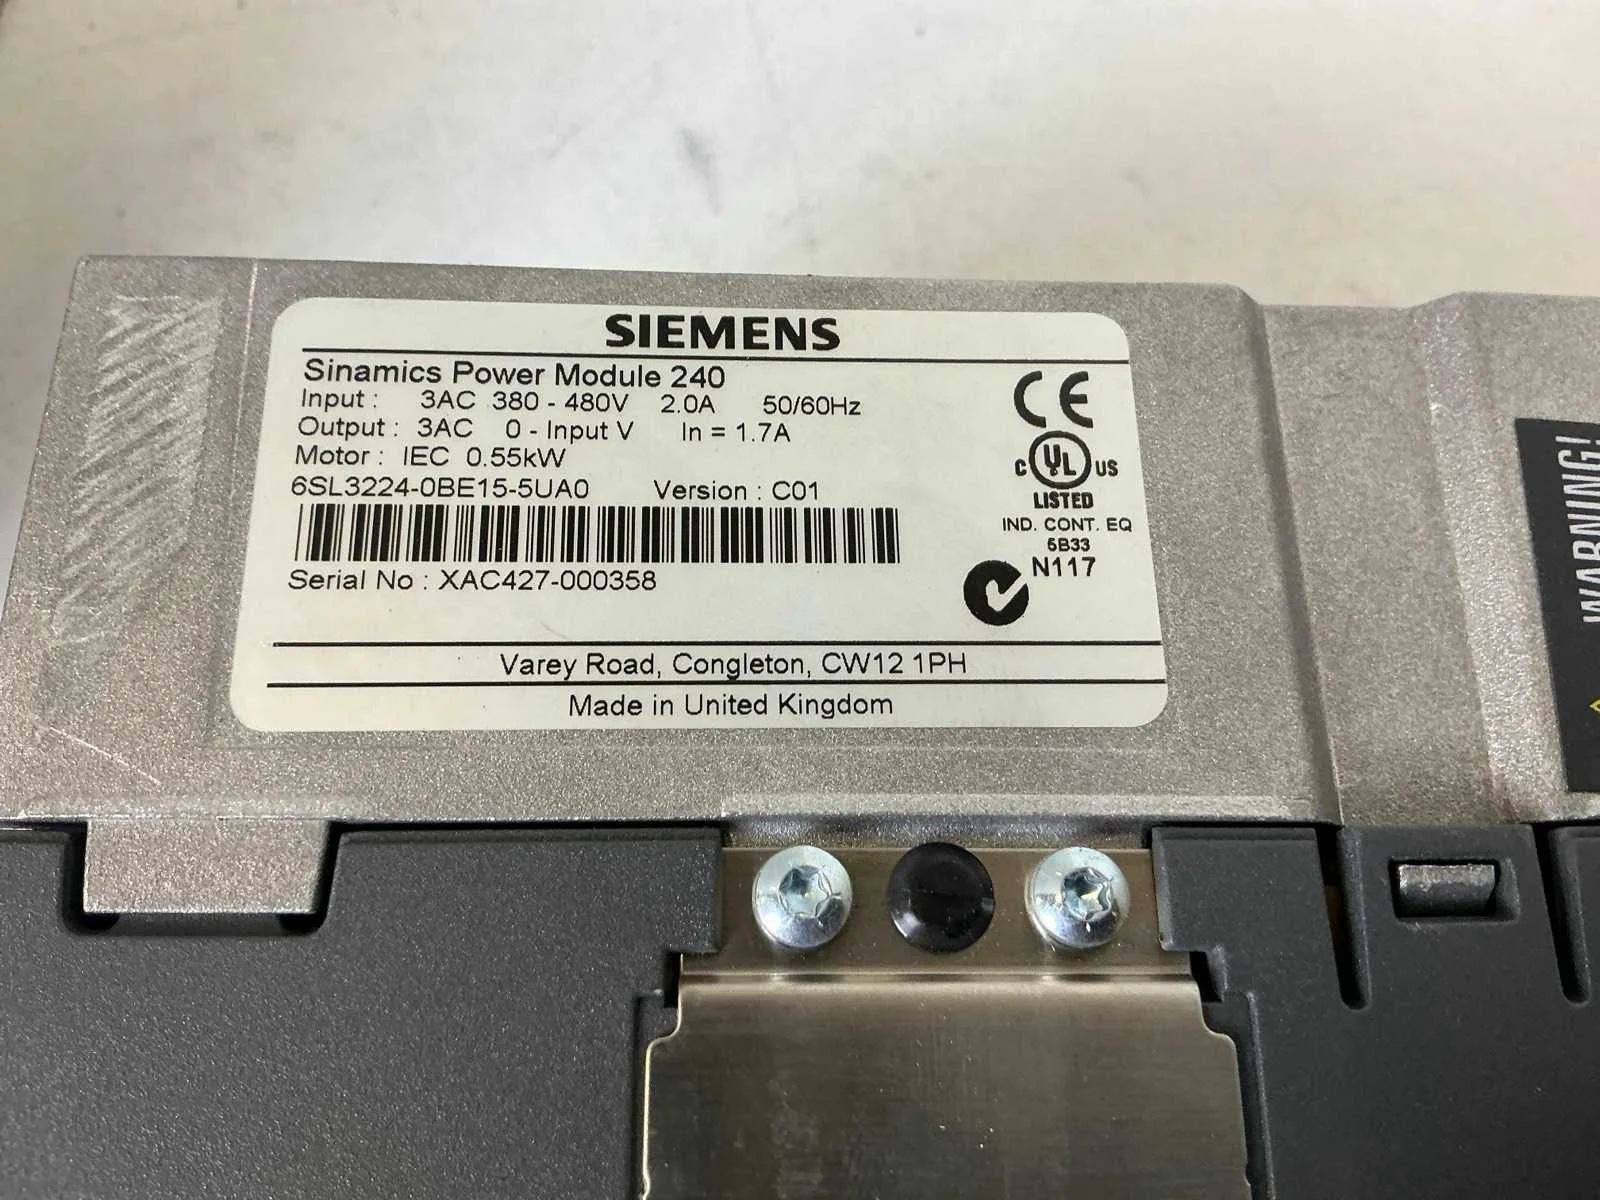 SIEMENS
Sinamics Power Module 240
Input : 3AC 380 - 480V 2.0A 50/60Hz
Output : 3AC 0 - Input V In = 1.7A
Motor : IEC 0.55kW
6SL3224-0BE15-5UA0 Version : C01
Serial No : XAC427-000358
CE
C UL US
LISTED
IND. CONT. EQ
5B33
N117
Varey Road, Congleton, CW12 1PH
Made in United Kingdom
WARNING!